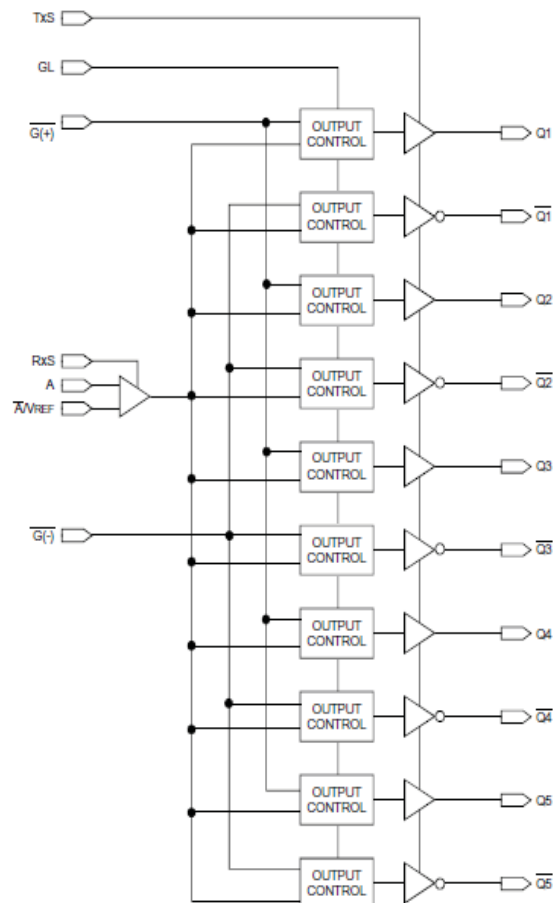 TxS
GL
G(+)
OUTPUT
CONTROL
Q1
OUTPUT
CONTROL
Q1
OUTPUT
CONTROL
Q2
RxS
A
A/VREF
OUTPUT
CONTROL
Q2
OUTPUT
CONTROL
Q3
G(-)
OUTPUT
CONTROL
Q3
OUTPUT
CONTROL
Q4
OUTPUT
CONTROL
Q4
OUTPUT
CONTROL
Q5
OUTPUT
CONTROL
Q5